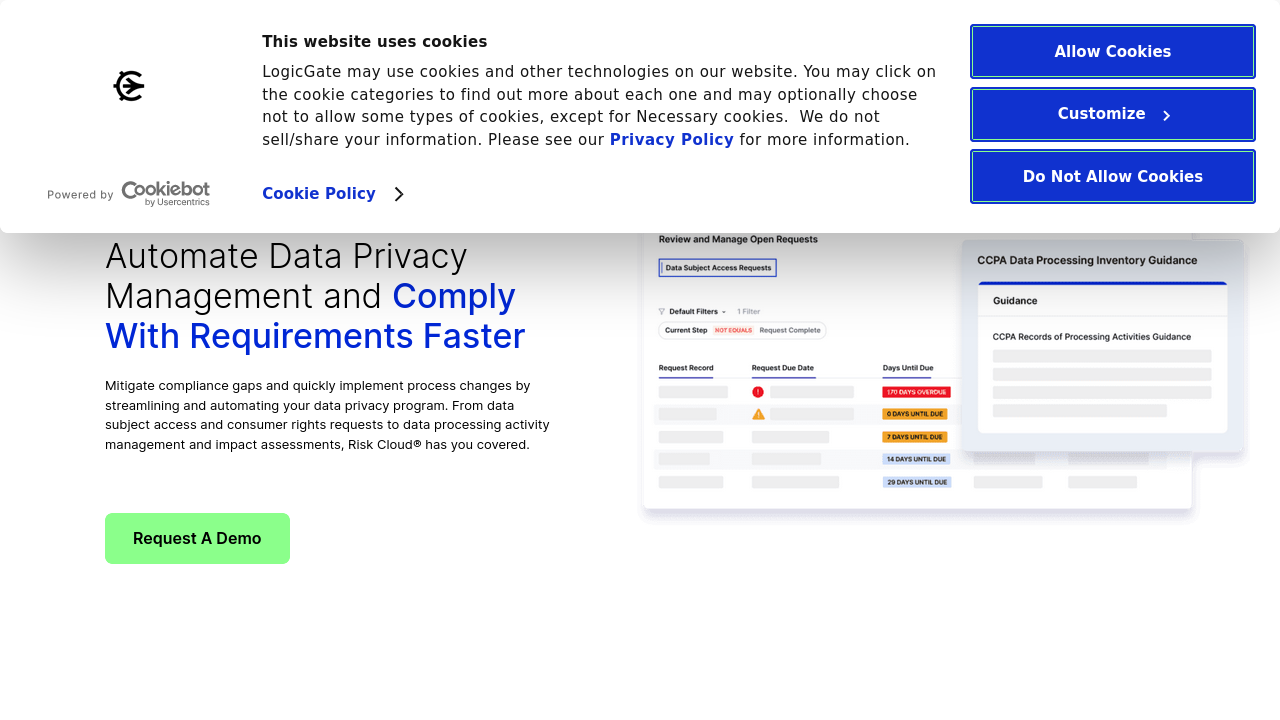 This website uses cookies
LogicGate may use cookies and other technologies on our website. You may click on
the cookie categories to find out more about each one and may optionally choose
not to allow some types of cookies, except for Necessary cookies.  We do not
sell/share your information. Please see our Privacy Policy for more information.
Cookie Policy
Powered by Cookiebot
by Usercentrics
Allow Cookies
Customize
Do Not Allow Cookies
Automate Data Privacy
Management and Comply
With Requirements Faster
Mitigate compliance gaps and quickly implement process changes by
streamlining and automating your data privacy program. From data
subject access and consumer rights requests to data processing activity
management and impact assessments, Risk Cloud® has you covered.
Request A Demo
Review and Manage Open Requests
Data Subject Access Requests
Default Filters 1 Filter
Current Step NOT EQUALS Request Complete
Request Record Request Due Date Days Until Due
170 DAYS OVERDUE
0 DAYS UNTIL DUE
7 DAYS UNTIL DUE
14 DAYS UNTIL DUE
29 DAYS UNTIL DUE
CCPA Data Processing Inventory Guidance
Guidance
CCPA Records of Processing Activities Guidance